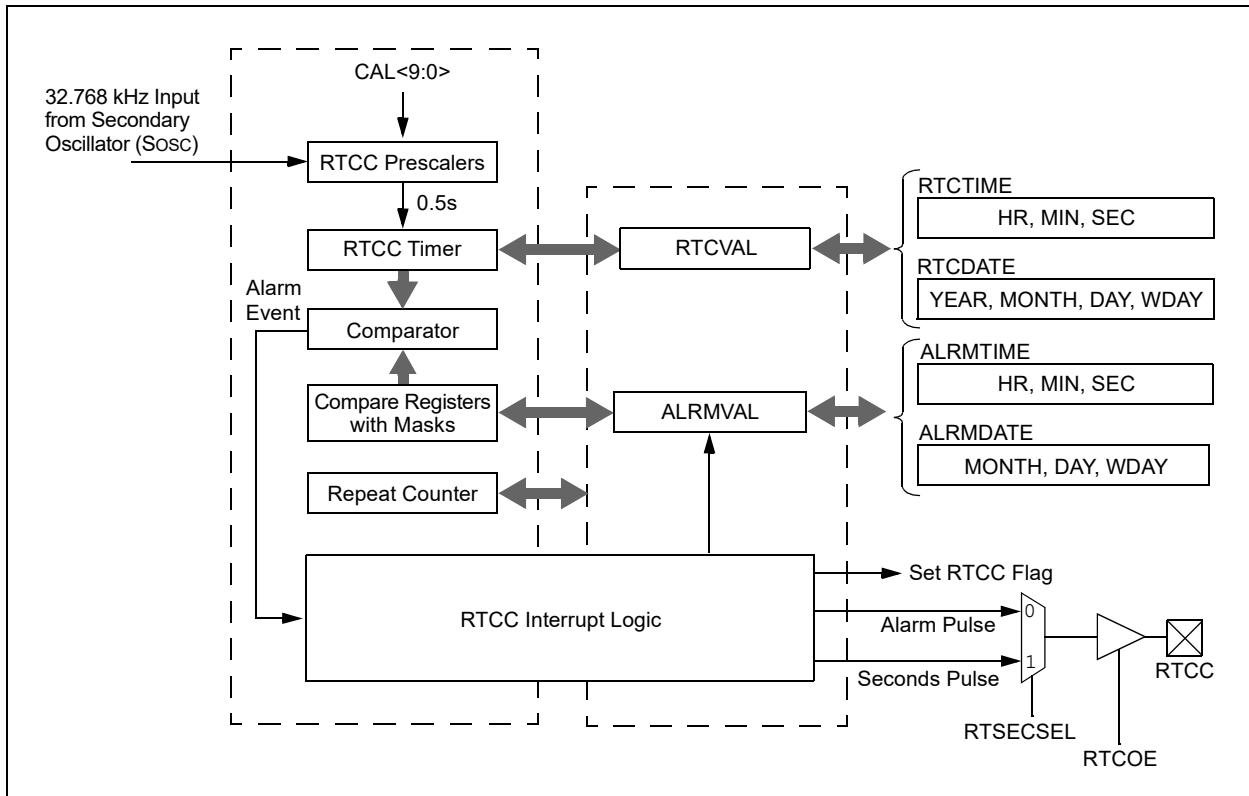 CAL<9:0>
32.768 kHz Input
from Secondary
Oscillator (SOSC)
RTCC Prescalers
0.5s
RTCC Timer
Alarm
Event
Comparator
Compare Registers
with Masks
Repeat Counter
RTCVAL
ALRMVAL
RTCTIME
HR, MIN, SEC
RTCDATE
YEAR, MONTH, DAY, WDAY
ALRMTIME
HR, MIN, SEC
ALRMDATE
MONTH, DAY, WDAY
RTCC Interrupt Logic
Set RTCC Flag
Alarm Pulse
Seconds Pulse
0
1
RTSECSEL
RTCOE
RTCC